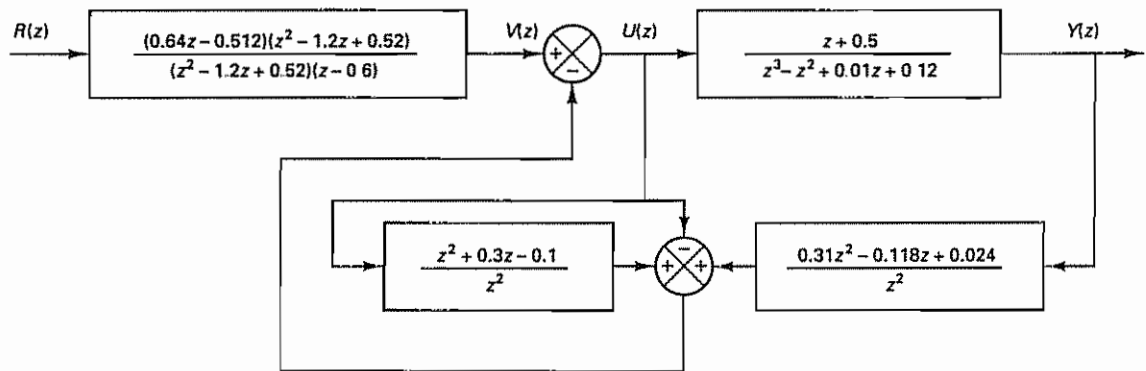 R(z)
(0.64z – 0.512)(z² – 1.2z + 0.52)
(z² – 1.2z + 0.52)(z – 0 6)
V(z)
+
–
U(z)
z + 0.5
z³ – z² + 0.01z + 0 12
Y(z)
z² + 0.3z – 0.1
z²
–
+ +
0.31z² – 0.118z + 0.024
z²